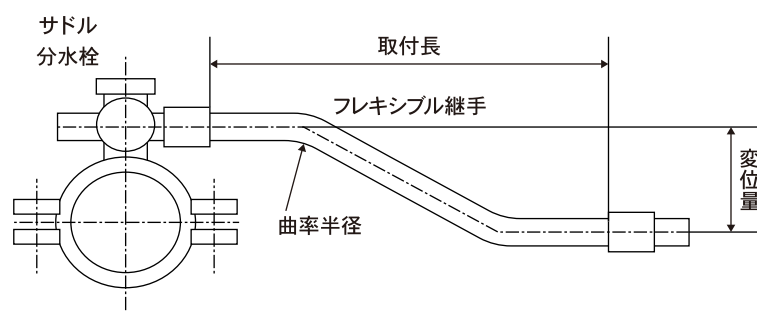 サドル
分水栓
取付長
フレキシブル継手
変位量
曲率半径